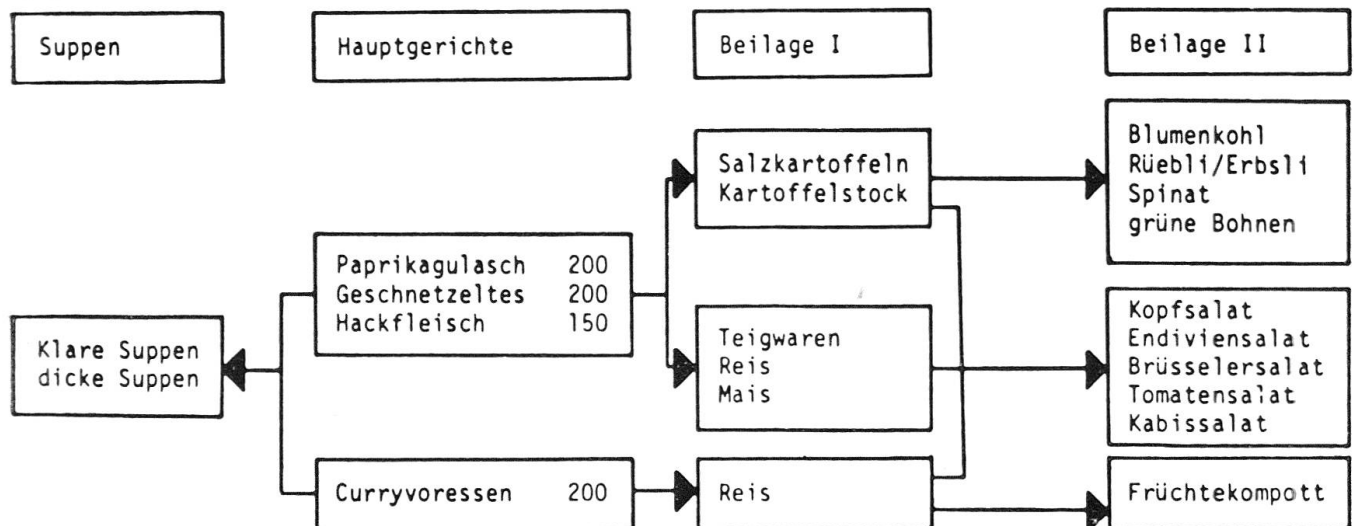 Suppen
Hauptgerichte
Beilage I
Beilage II
Klare Suppen
dicke Suppen
Paprikagulasch 200
Geschnetzeltes 200
Hackfleisch 150
Curryvoressen 200
Salzkartoffeln
Kartoffelstock
Teigwaren
Reis
Mais
Reis
Blumenkohl
Rüebli/Erbsli
Spinat
grüne Bohnen
Kopfsalat
Endiviensalat
Brüsselersalat
Tomatensalat
Kabissalat
Früchtekompott